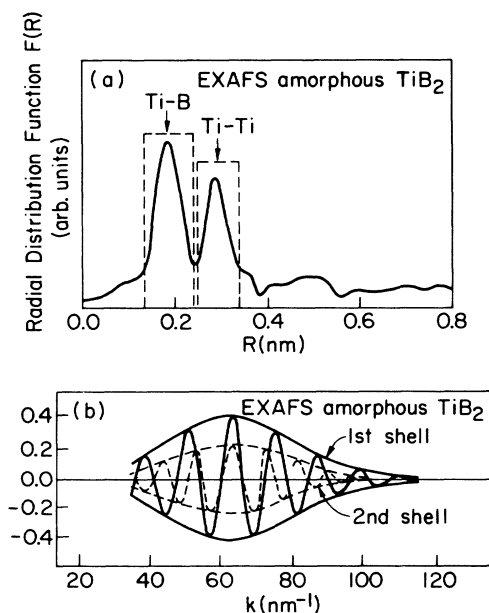 Radial Distribution Function F(R)
(arb. units)
(a)
EXAFS amorphous TiB₂
Ti-B
Ti-Ti
0.0
0.2
0.4
0.6
0.8
R(nm)
(b)
EXAFS amorphous TiB₂
0.4
0.2
0.0
-0.2
-0.4
1st shell
2nd shell
20
40
60
80
100
120
k(nm⁻¹)